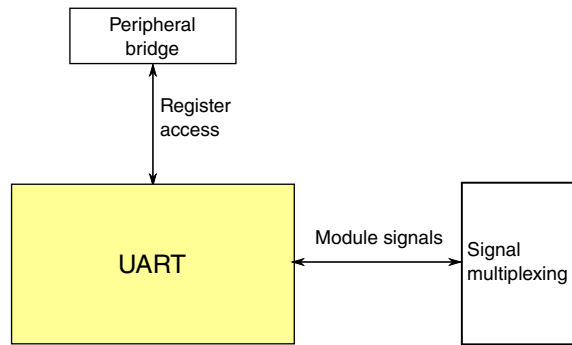 Peripheral
bridge
Register
access
UART
Module signals
Signal
multiplexing